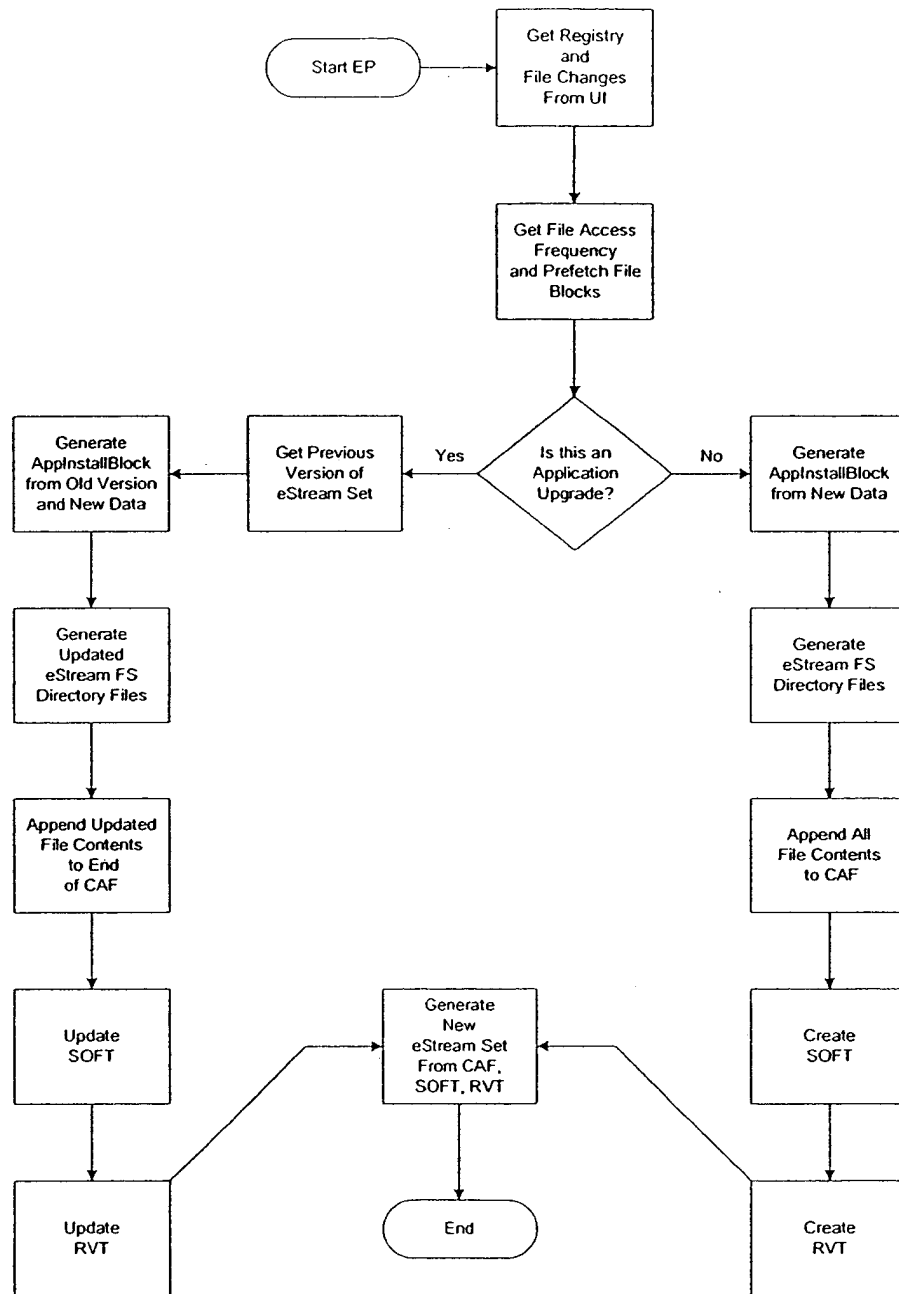 Start EP
Get Registry
and
File Changes
From UI
Get File Access
Frequency
and Prefetch File
Blocks
Is this an
Application
Upgrade?
Yes
No
Get Previous
Version of
eStream Set
Generate
AppInstallBlock
from Old Version
and New Data
Generate
Updated
eStream FS
Directory Files
Append Updated
File Contents
to End
of CAF
Update
SOFT
Update
RVT
Generate
AppInstallBlock
from New Data
Generate
eStream FS
Directory Files
Append All
File Contents
to CAF
Create
SOFT
Create
RVT
Generate
New
eStream Set
From CAF,
SOFT, RVT
End